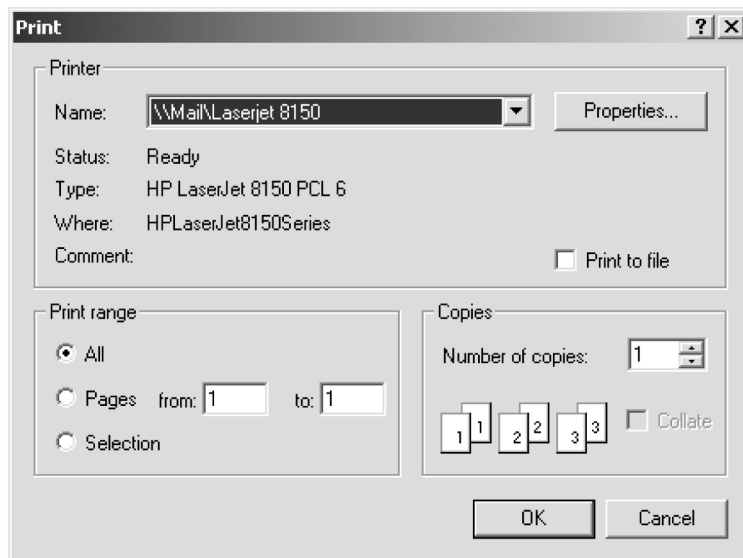 Print
Printer
Name: \\Mail\Laserjet 8150 Properties...
Status: Ready
Type: HP LaserJet 8150 PCL 6
Where: HPLaserJet8150Series
Comment:
Print to file
Print range
All
Pages from: 1 to: 1
Selection
Copies
Number of copies: 1
1 1 2 2 3 3
Collate
OK Cancel